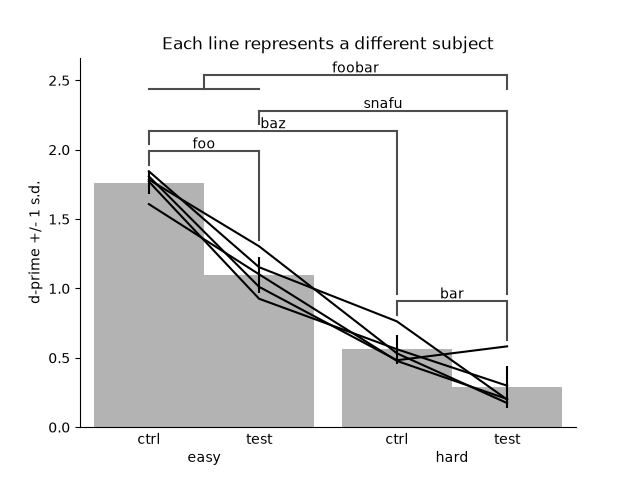 Each line represents a different subject
foobar
2.5
snafu
baz
2.0
foo
1.5
d-prime +/- 1 s.d.
1.0
bar
0.5
0.0
ctrl test ctrl test
easy hard